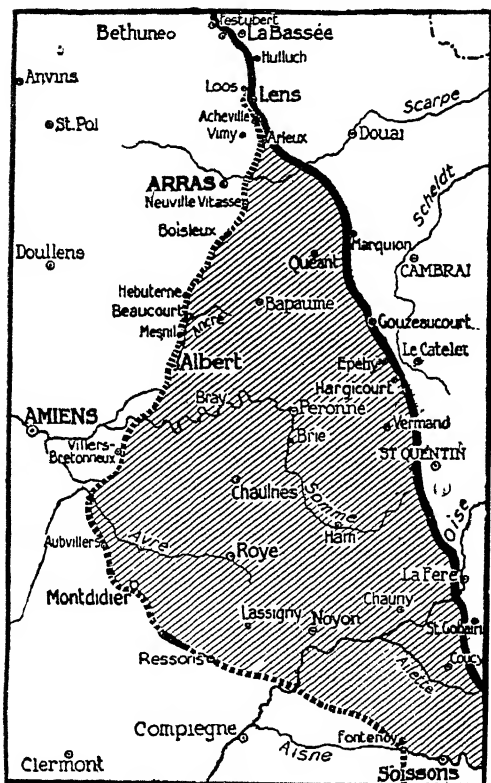 Festubert
Bethune
La Bassée
Hulluch
Anvins
Loos
Lens
Scarpe
Acheville
St. Pol
Vimy
Arleux
Douai
Scheldt
ARRAS
Neuville Vitasse
Boisleux
Marquion
Doullens
Quéant
CAMBRAI
Hebuterne
Bapaume
Beaucourt
Ancre
Gouzeaucourt
Mesnil
Le Catelet
Albert
Epehy
Hargicourt
Bray
Peronne
AMIENS
Vermand
Brie
Villers-
Bretonneux
ST QUENTIN
Chaulnes
Somme
Oise
Ham
Aubvillers
Avre
Roye
La Fere
Montdidier
Chauny
Lassigny
Noyon
St. Gobain
Coucy
Ressons
Ailette
Compiegne
Fontenoy
Aisne
Clermont
Soissons